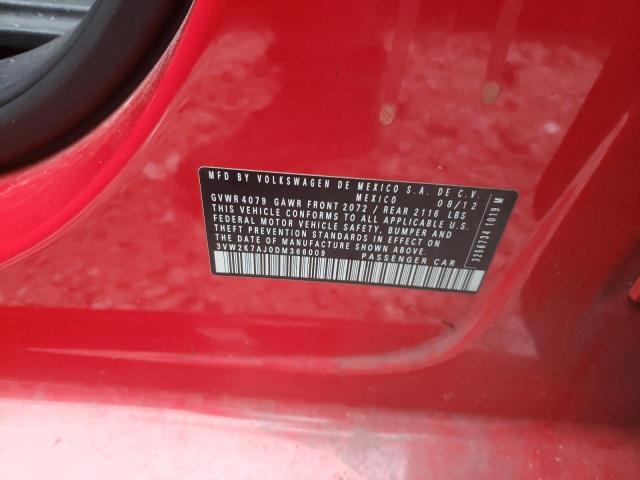 MFD BY VOLKSWAGEN DE MEXICO S.A. DE C.V.
MEXICO 08/12
GVWR 4079 GAWR FRONT 2072 / REAR 2116 LBS
THIS VEHICLE CONFORMS TO ALL APPLICABLE U.S.
FEDERAL MOTOR VEHICLE SAFETY, BUMPER AND
THEFT PREVENTION STANDARDS IN EFFECT ON
THE DATE OF MANUFACTURE SHOWN ABOVE.
3VW2K7AJ0DM366009 PASSENGER CAR
3256734 1019 M